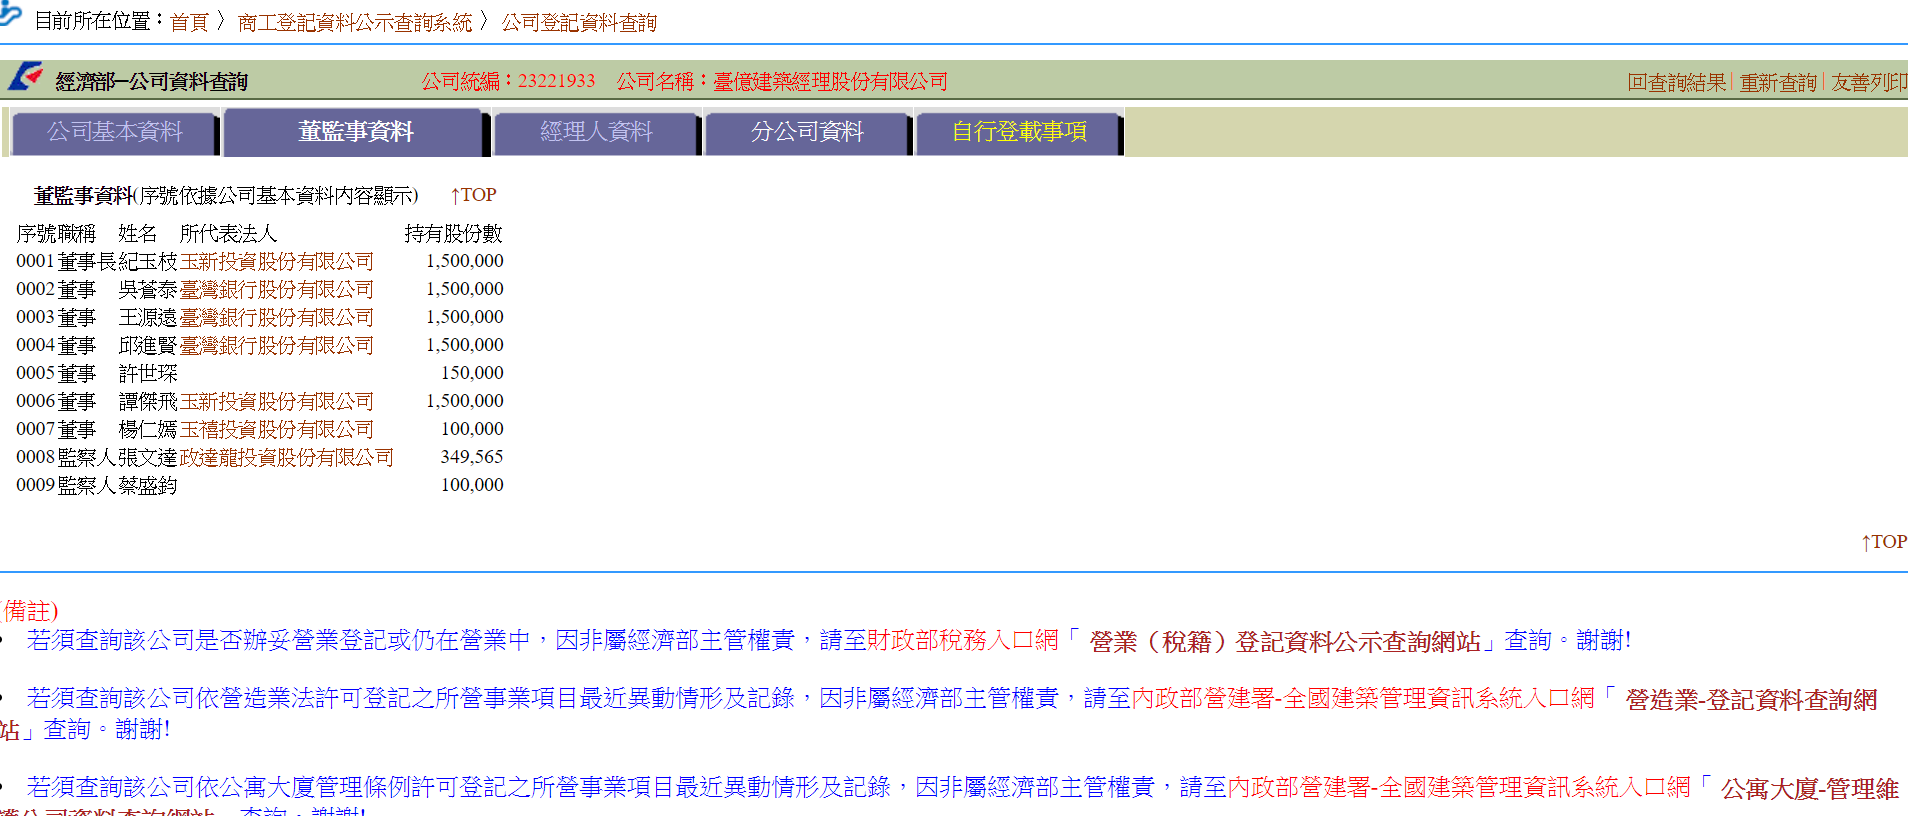 目前所在位置：首頁 〉 商工登記資料公示查詢系統 〉 公司登記資料查詢
經濟部─公司資料查詢 公司統編：23221933 公司名稱：臺億建築經理股份有限公司 回查詢結果| 重新查詢 | 友善列印
公司基本資料 董監事資料 經理人資料 分公司資料 自行登載事項
董監事資料(序號依據公司基本資料內容顯示) ↑TOP
序號 職稱 姓名 所代表法人 持有股份數
0001 董事長 紀玉枝 玉新投資股份有限公司 1,500,000
0002 董事 吳蒼泰 臺灣銀行股份有限公司 1,500,000
0003 董事 王源遠 臺灣銀行股份有限公司 1,500,000
0004 董事 邱進賢 臺灣銀行股份有限公司 1,500,000
0005 董事 許世琛 150,000
0006 董事 譚傑飛 玉新投資股份有限公司 1,500,000
0007 董事 楊仁嫣 玉禧投資股份有限公司 100,000
0008 監察人 張文達 政達龍投資股份有限公司 349,565
0009 監察人 蔡盛鈞 100,000
↑TOP
(備註)
• 若須查詢該公司是否辦妥營業登記或仍在營業中，因非屬經濟部主管權責，請至財政部稅務入口網「 營業（稅籍）登記資料公示查詢網站」查詢。謝謝!
• 若須查詢該公司依營造業法許可登記之所營事業項目最近異動情形及記錄，因非屬經濟部主管權責，請至內政部營建署-全國建築管理資訊系統入口網「 營造業-登記資料查詢網
站」查詢。謝謝!
• 若須查詢該公司依公寓大廈管理條例許可登記之所營事業項目最近異動情形及記錄，因非屬經濟部主管權責，請至內政部營建署-全國建築管理資訊系統入口網「 公寓大廈-管理維
護公司資料查詢網站」查詢。謝謝!